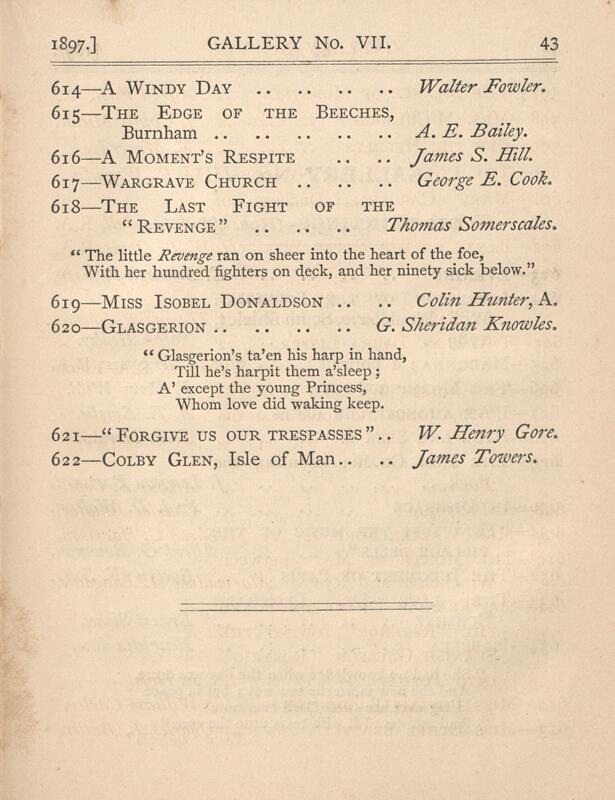 1897.] GALLERY No. VII. 43
614—A Windy Day .. .. .. .. Walter Fowler.
615—The Edge of the Beeches,
Burnham .. .. .. .. .. A. E. Bailey.
616—A Moment's Respite .. .. James S. Hill.
617—Wargrave Church .. .. .. George E. Cook.
618—The Last Fight of the
"Revenge" .. .. .. Thomas Somerscales.
"The little Revenge ran on sheer into the heart of the foe,
With her hundred fighters on deck, and her ninety sick below."
619—Miss Isobel Donaldson .. .. Colin Hunter, A.
620—Glasgerion .. .. .. .. G. Sheridan Knowles.
"Glasgerion's ta'en his harp in hand,
Till he's harpit them a'sleep;
A' except the young Princess,
Whom love did waking keep.
621—"Forgive us our trespasses".. W. Henry Gore.
622—Colby Glen, Isle of Man.. .. James Towers.